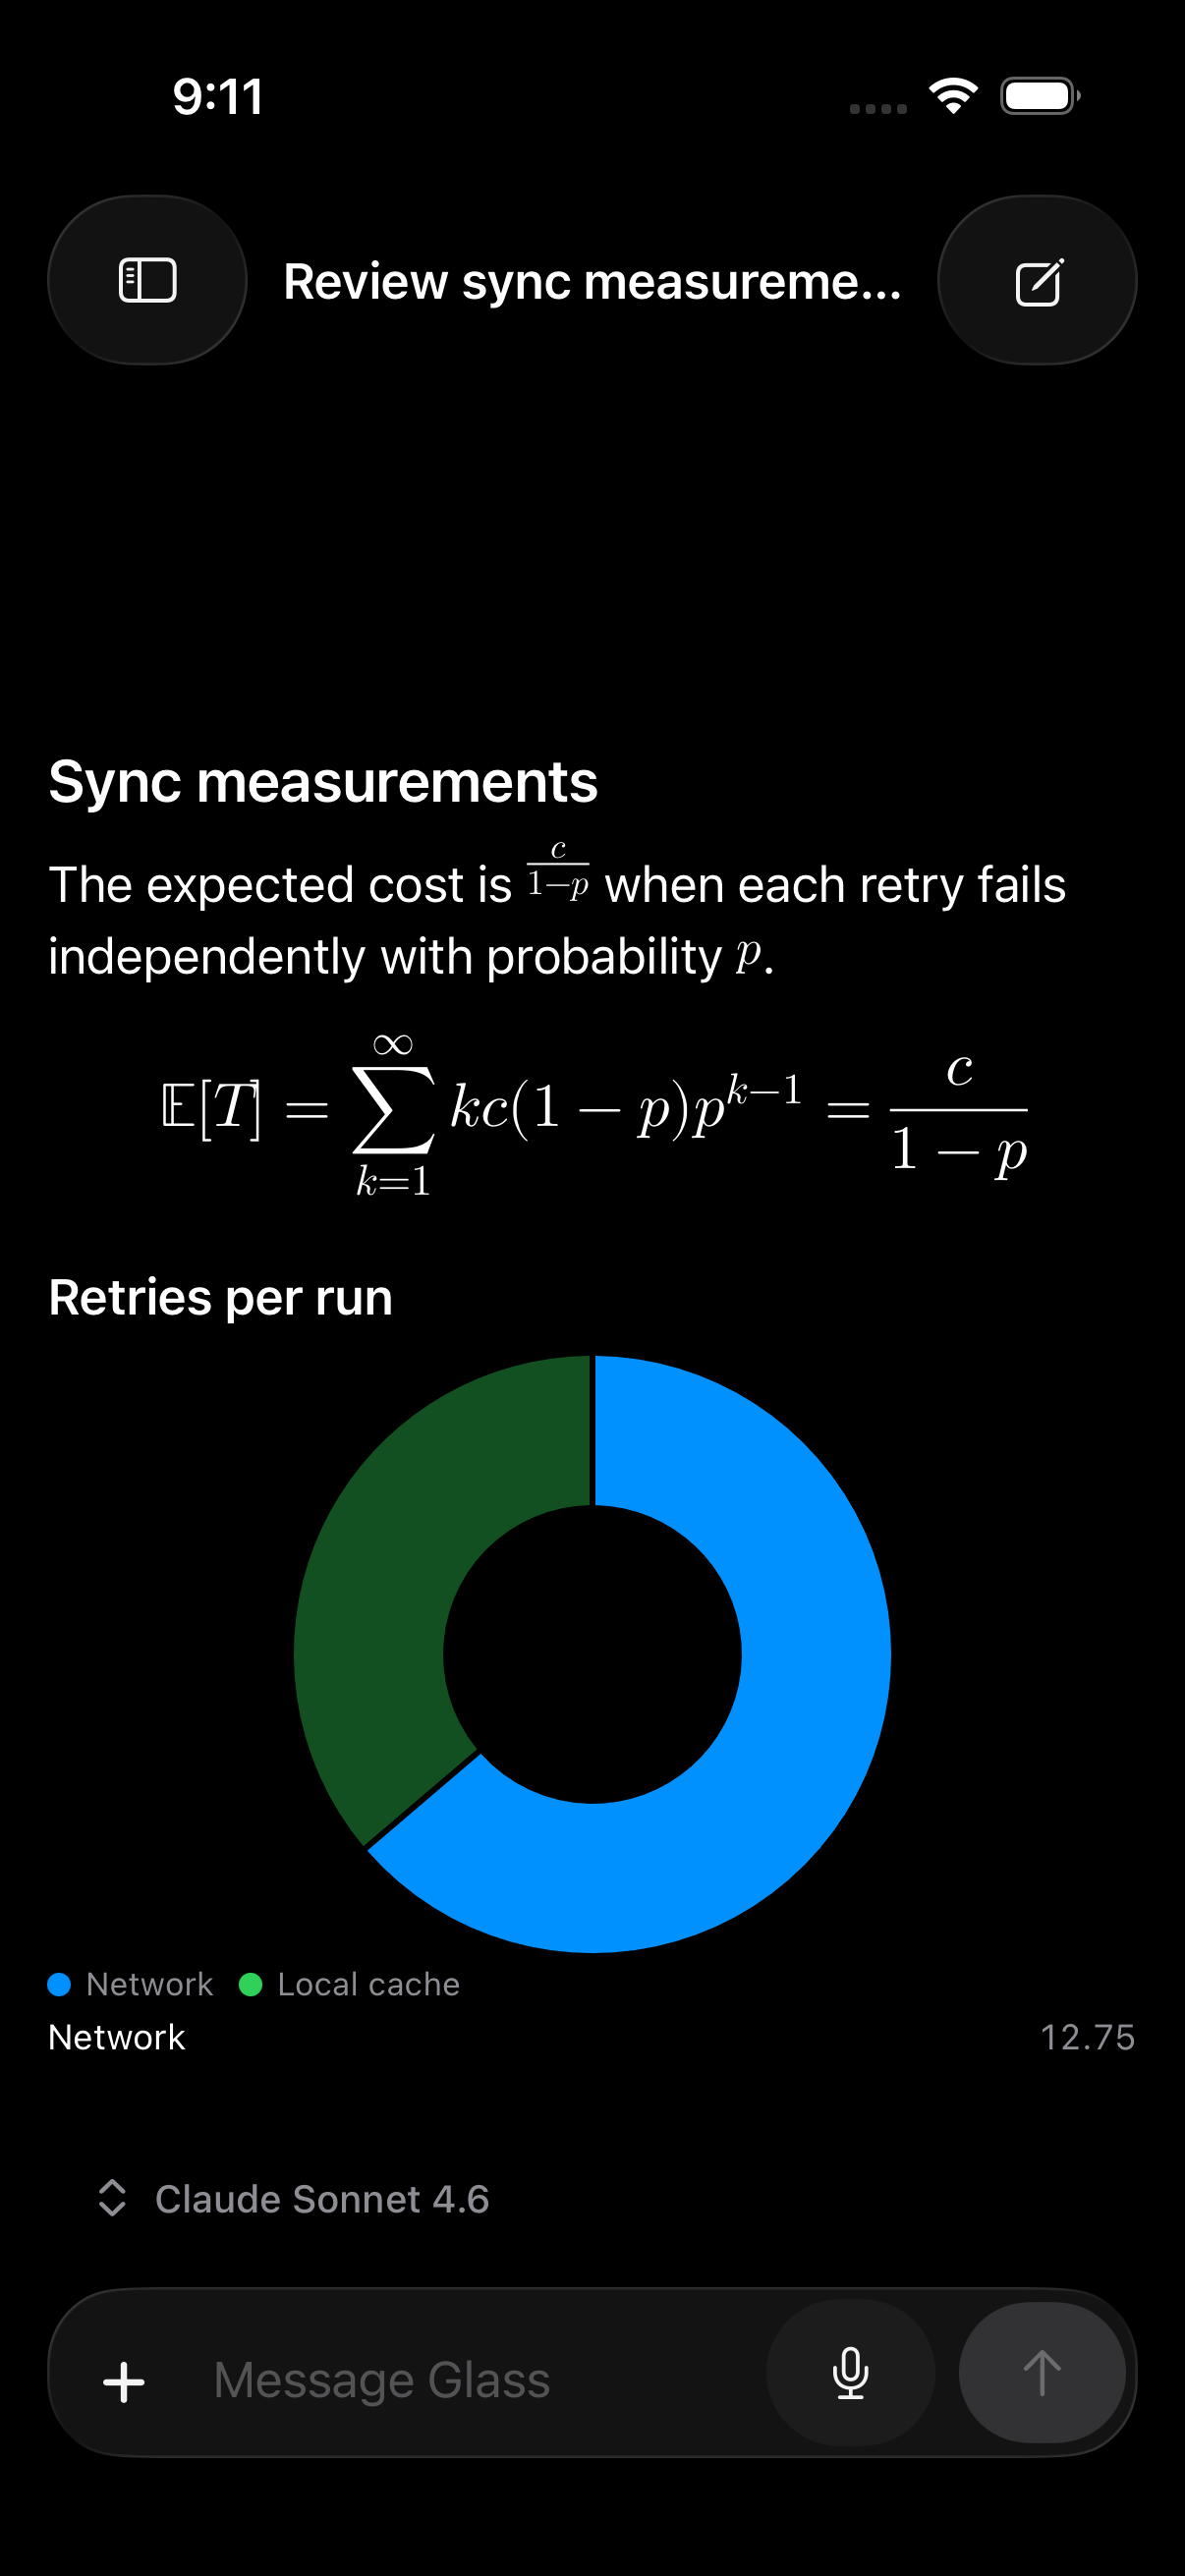 9:11
Review sync measureme...
Sync measurements
The expected cost is c/1−p when each retry fails
independently with probability p.
𝔼[T] = ∑_{k=1}^{∞} kc(1 − p)p^{k−1} = c/1 − p
Retries per run
Network Local cache
Network 12.75
Claude Sonnet 4.6
Message Glass